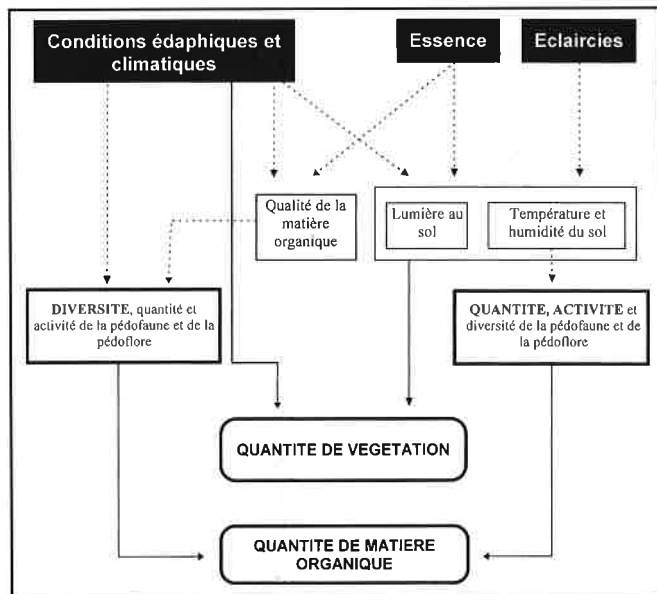 Conditions édaphiques et
climatiques
Essence
Eclaircies
Qualité de la
matière
organique
Lumière au
sol
Température et
humidité du sol
DIVERSITE, quantité et
activité de la pédofaune et de la
pédoflore
QUANTITE, ACTIVITE et
diversité de la pédofaune et de
la pédoflore
QUANTITE DE VEGETATION
QUANTITE DE MATIERE
ORGANIQUE